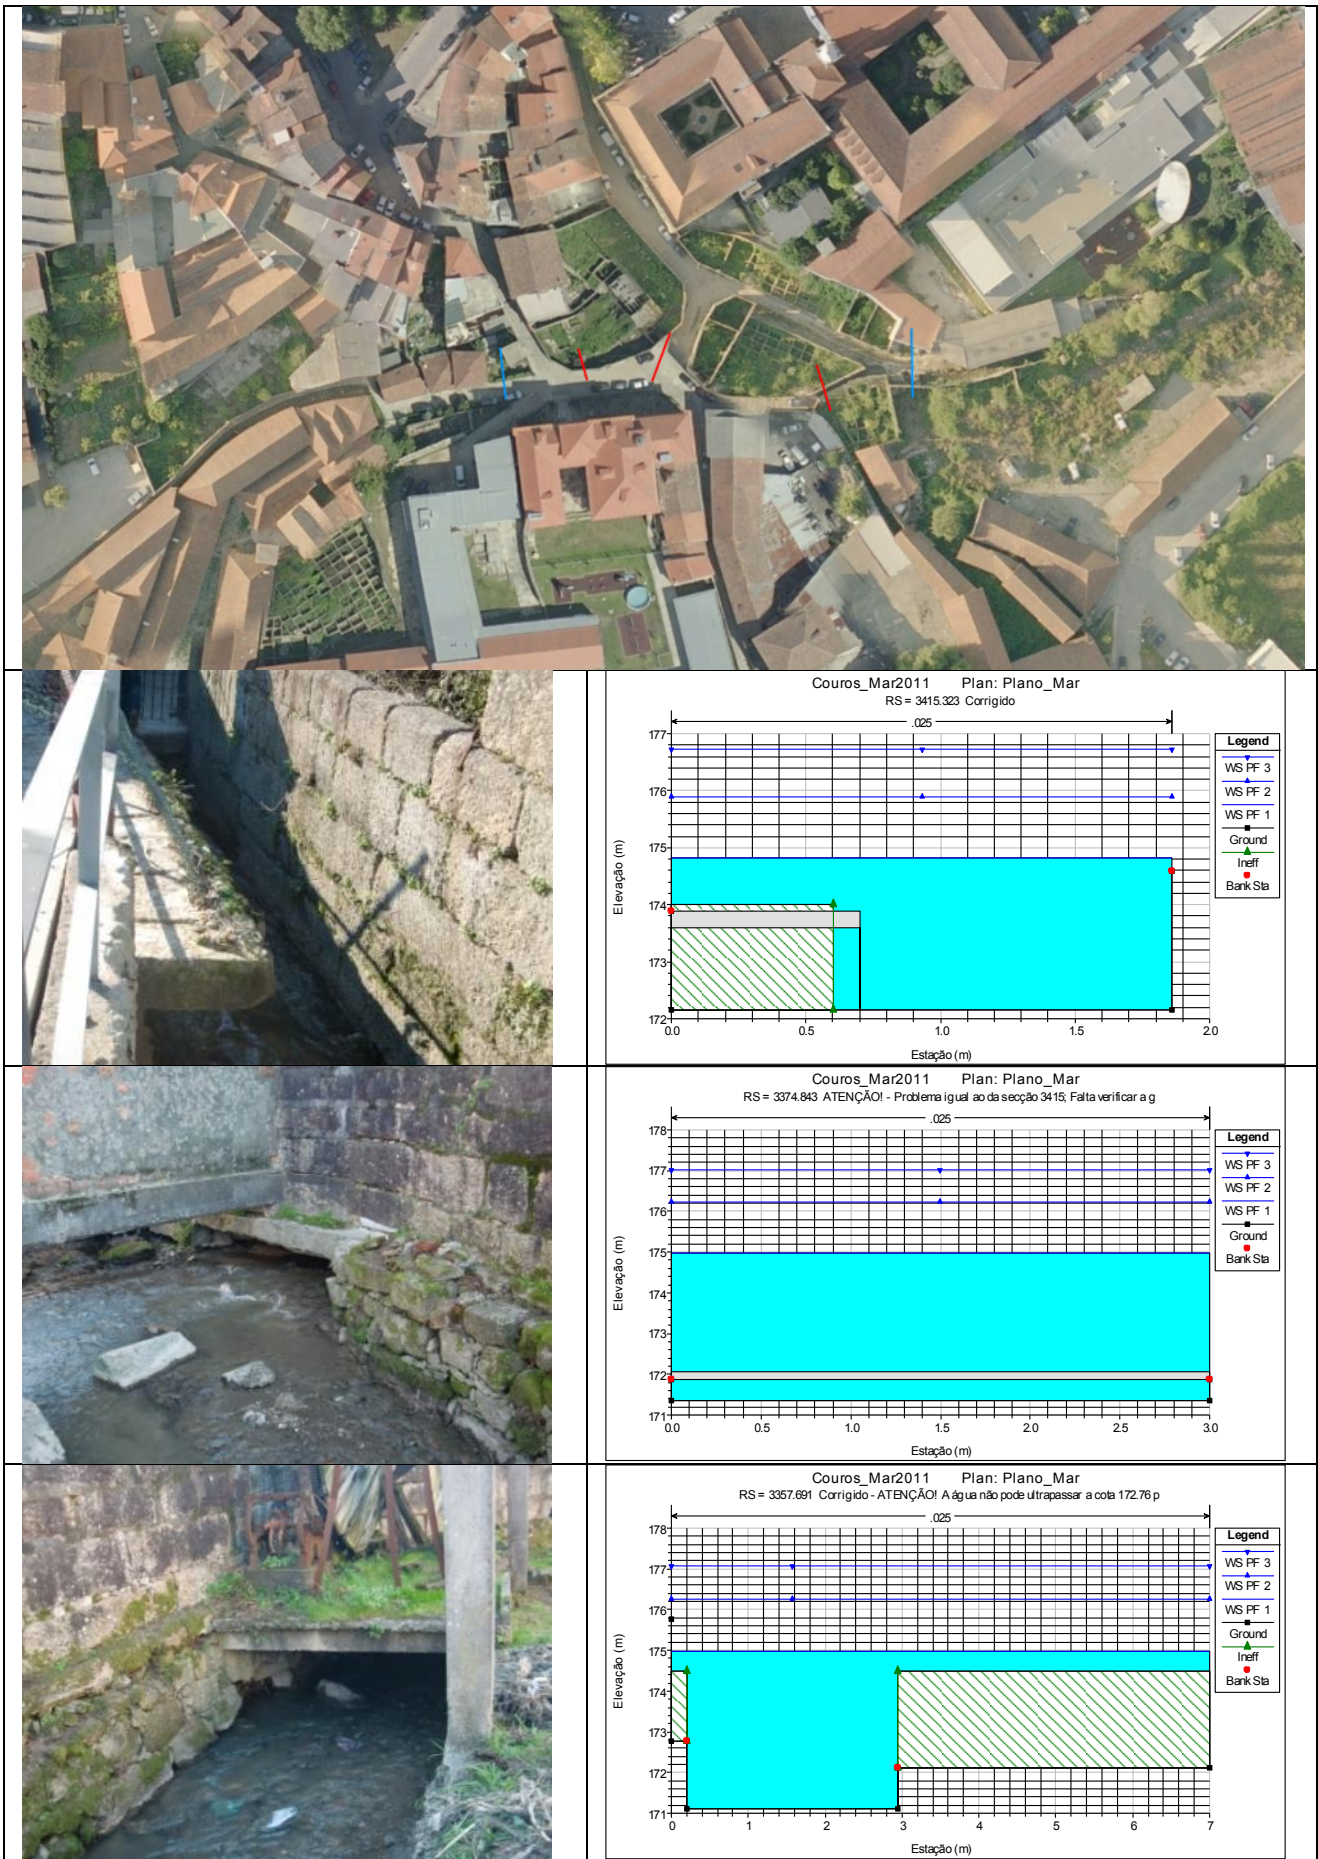 Couros_Mar2011 Plan: Plano_Mar
RS = 3415.323 Corrigido
.025
177
176
175
174
173
172
0.0 0.5 1.0 1.5 2.0
Elevação (m)
Estação (m)
Legend
WS PF 3
WS PF 2
WS PF 1
Ground
Ineff
Bank Sta
Couros_Mar2011 Plan: Plano_Mar
RS = 3374.843 ATENÇÃO! - Problema igual ao da secção 3415; Falta verificar a g
.025
178
177
176
175
174
173
172
171
0.0 0.5 1.0 1.5 2.0 2.5 3.0
Elevação (m)
Estação (m)
Legend
WS PF 3
WS PF 2
WS PF 1
Ground
Bank Sta
Couros_Mar2011 Plan: Plano_Mar
RS = 3357.691 Corrigido - ATENÇÃO! A água não pode ultrapassar a cota 172.76 p
.025
178
177
176
175
174
173
172
171
0 1 2 3 4 5 6 7
Elevação (m)
Estação (m)
Legend
WS PF 3
WS PF 2
WS PF 1
Ground
Ineff
Bank Sta